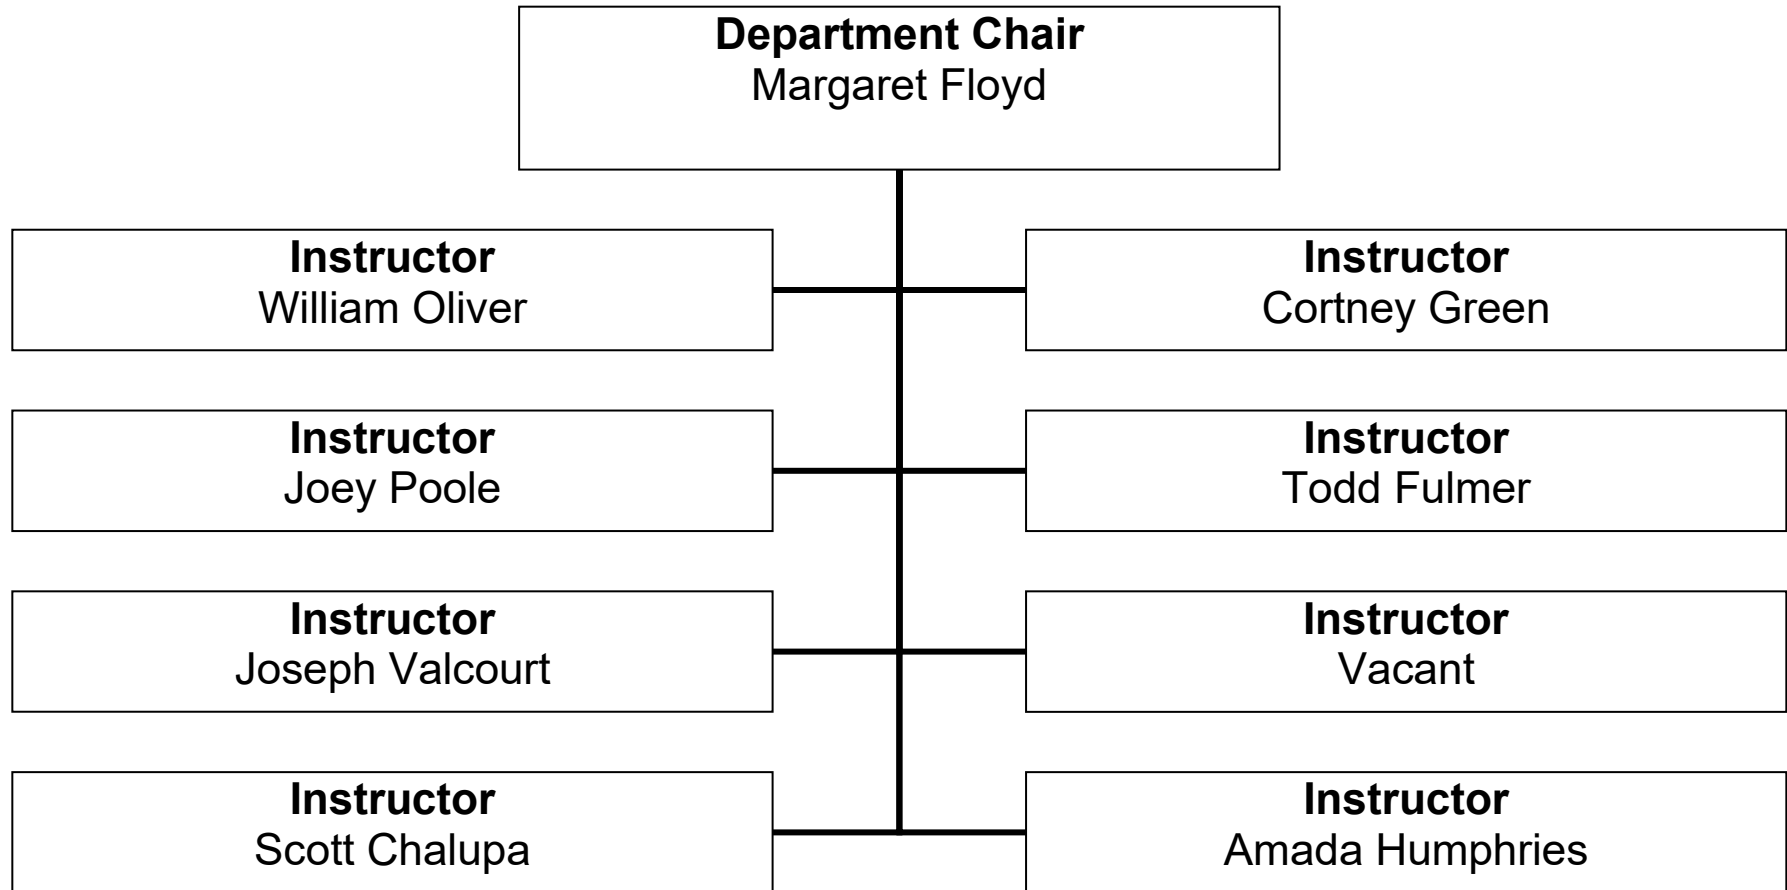 Department Chair
Margaret Floyd
Instructor
William Oliver
Instructor
Cortney Green
Instructor
Joey Poole
Instructor
Todd Fulmer
Instructor
Joseph Valcourt
Instructor
Vacant
Instructor
Scott Chalupa
Instructor
Amada Humphries